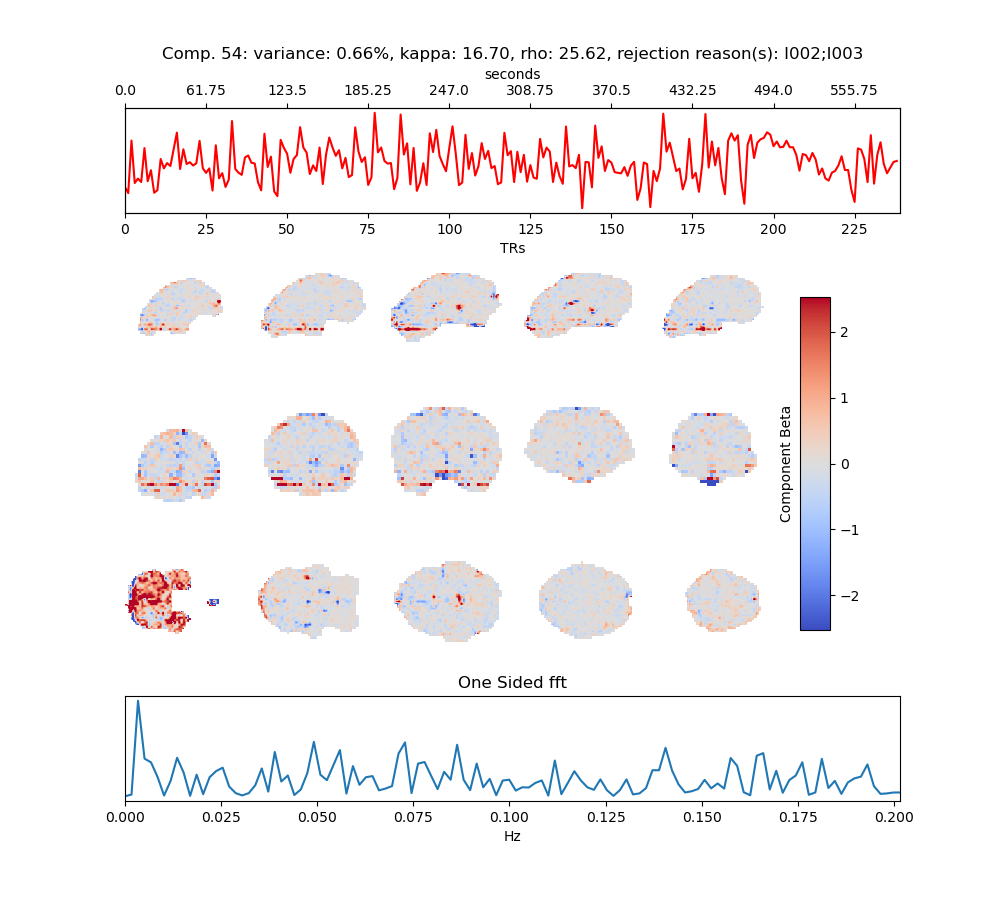 Comp. 54: variance: 0.66%, kappa: 16.70, rho: 25.62, rejection reason(s): I002;I003
seconds
0.0 61.75 123.5 185.25 247.0 308.75 370.5 432.25 494.0 555.75
0 25 50 75 100 125 150 175 200 225
TRs
2
1
0
−1
−2
Component Beta
One Sided fft
0.000 0.025 0.050 0.075 0.100 0.125 0.150 0.175 0.200
Hz